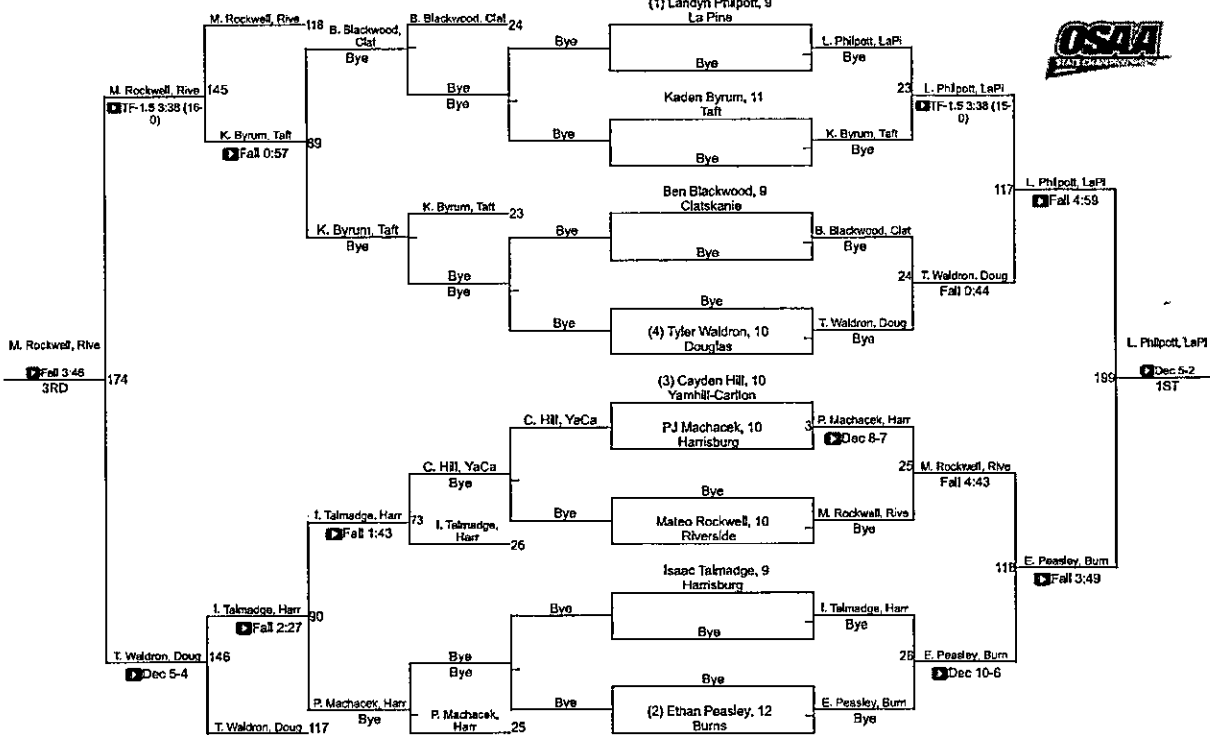 (1) Landyn Philpott, 9
La Pine
Bye
Kaden Byrum, 11
Taft
Bye
Ben Blackwood, 9
Clatskanie
Bye
Bye
(4) Tyler Waldron, 10
Douglas
(3) Cayden Hill, 10
Yamhill-Carlton
PJ Machacek, 10
Harrisburg
3
Bye
Mateo Rockwell, 10
Riverside
Isaac Talmadge, 9
Harrisburg
Bye
Bye
(2) Ethan Peasley, 12
Burns
L. Philpott, LaPi
Bye
23
K. Byrum, Taft
Bye
B. Blackwood, Clat
Bye
24
T. Waldron, Doug
Bye
P. Machacek, Harr
Dec 8-7
25
M. Rockwell, Rive
Bye
I. Talmadge, Harr
Bye
26
E. Peasley, Burn
Bye
L. Philpott, LaPi
TF-1.5 3:38 (15-
0)
117
T. Waldron, Doug
Fall 0:44
M. Rockwell, Rive
Fall 4:43
118
E. Peasley, Burn
Dec 10-6
L. Philpott, LaPi
Fall 4:59
199
E. Peasley, Burn
Fall 3:49
L. Philpott, LaPi
Dec 5-2
1ST
OSAA
STATE CHAMPIONSHIPS
Bye
Bye
Bye
Bye
C. Hill, YaCa
Bye
Bye
Bye
B. Blackwood, Clat
24
Bye
Bye
K. Byrum, Taft
23
Bye
Bye
C. Hill, YaCa
Bye
I. Talmadge,
Harr
26
Bye
Bye
P. Machacek,
Harr
25
B. Blackwood,
Clat
Bye
89
K. Byrum, Taft
Bye
I. Talmadge, Harr
Fall 1:43
73
90
P. Machacek, Harr
Bye
M. Rockwell, Rive
118
K. Byrum, Taft
Fall 0:57
I. Talmadge, Harr
Fall 2:27
T. Waldron, Doug
117
M. Rockwell, Rive
TF-1.5 3:38 (16-
0)
145
T. Waldron, Doug
Dec 5-4
146
M. Rockwell, Rive
Fall 3:46
3RD
174